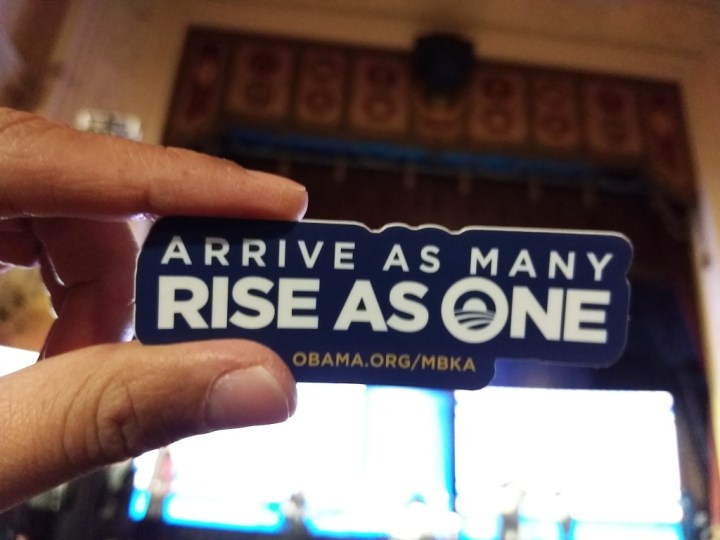 ARRIVE AS MANY
RISE AS ONE
OBAMA.ORG/MBKA